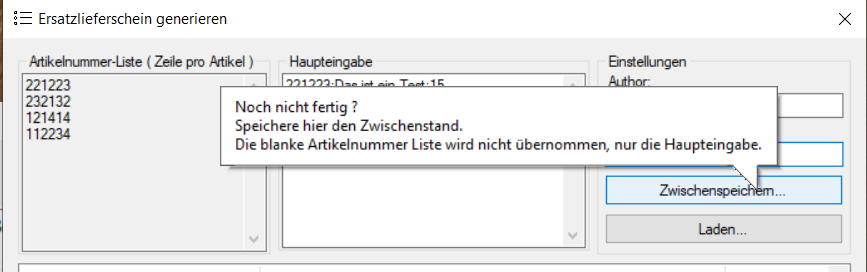 Ersatzlieferschein generieren
Artikelnummer-Liste ( Zeile pro Artikel )
221223
232132
121414
112234
Haupteingabe
221223;Das ist ein Test;15
Einstellungen
Author:
Noch nicht fertig ?
Speichere hier den Zwischenstand.
Die blanke Artikelnummer Liste wird nicht übernommen, nur die Haupteingabe.
Zwischenspeichern...
Laden...